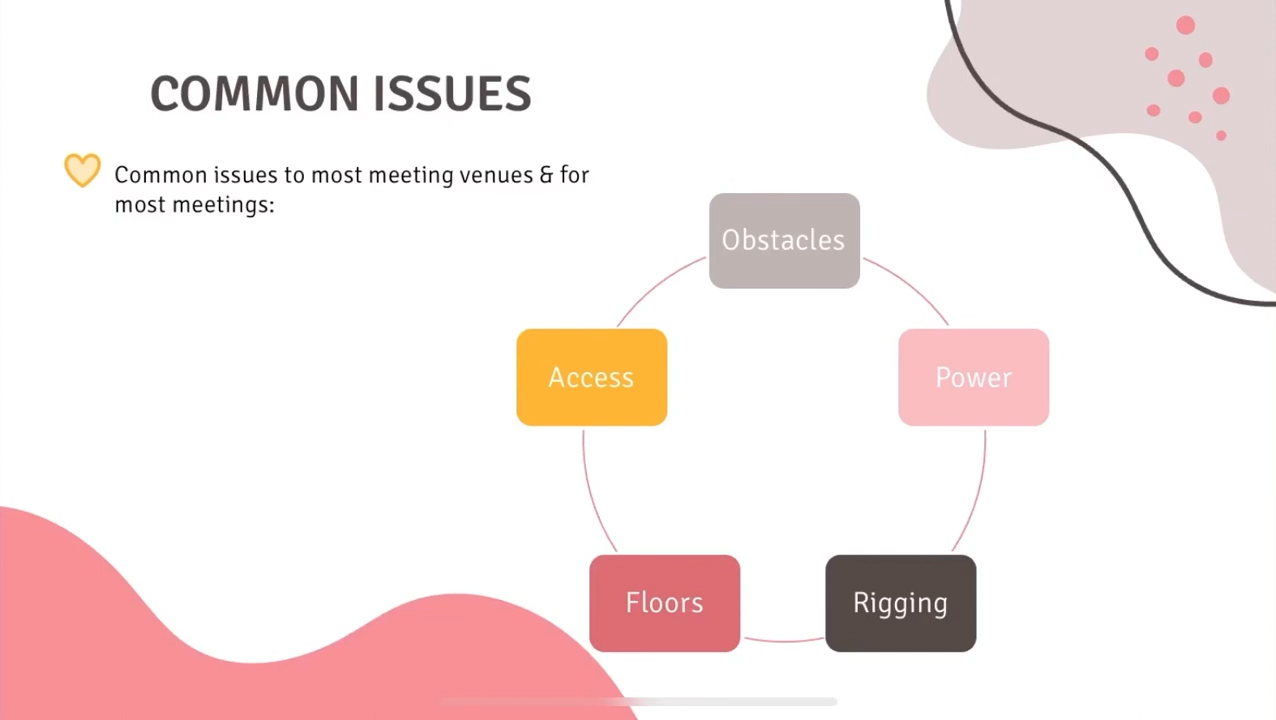 COMMON ISSUES
Common issues to most meeting venues & for
most meetings:
Obstacles
Access
Power
Floors
Rigging